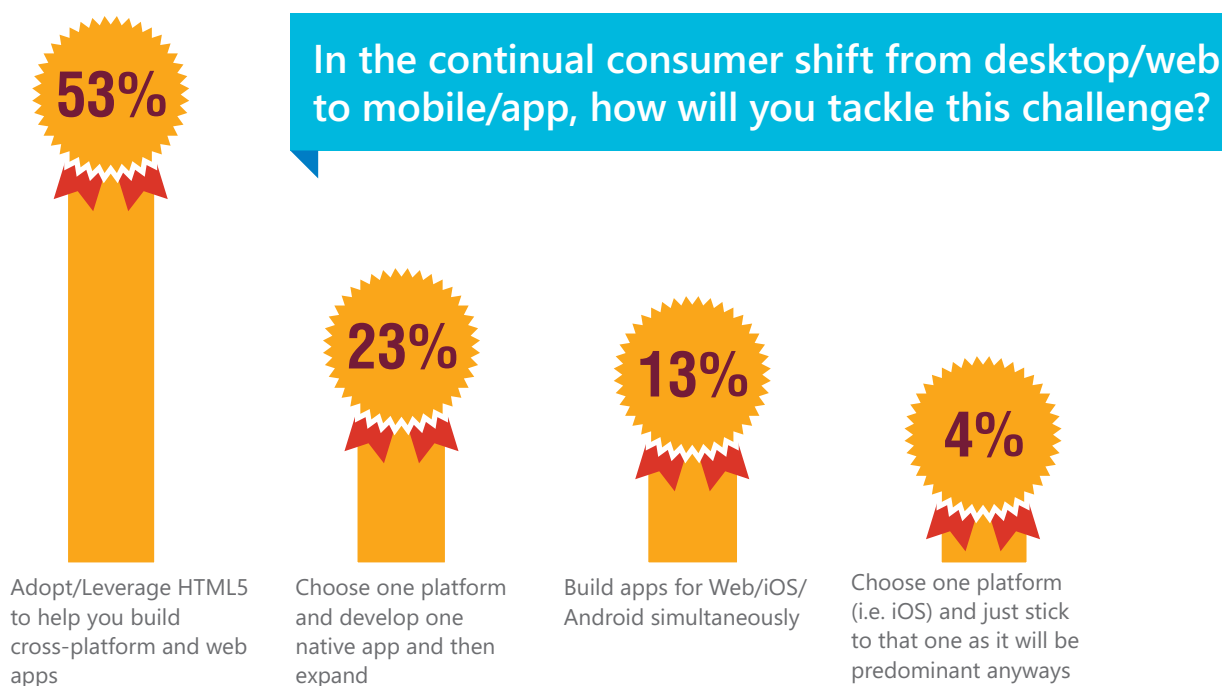 53%
In the continual consumer shift from desktop/web
to mobile/app, how will you tackle this challenge?
23%
13%
4%
Adopt/Leverage HTML5
to help you build
cross-platform and web
apps
Choose one platform
and develop one
native app and then
expand
Build apps for Web/iOS/
Android simultaneously
Choose one platform
(i.e. iOS) and just stick
to that one as it will be
predominant anyways